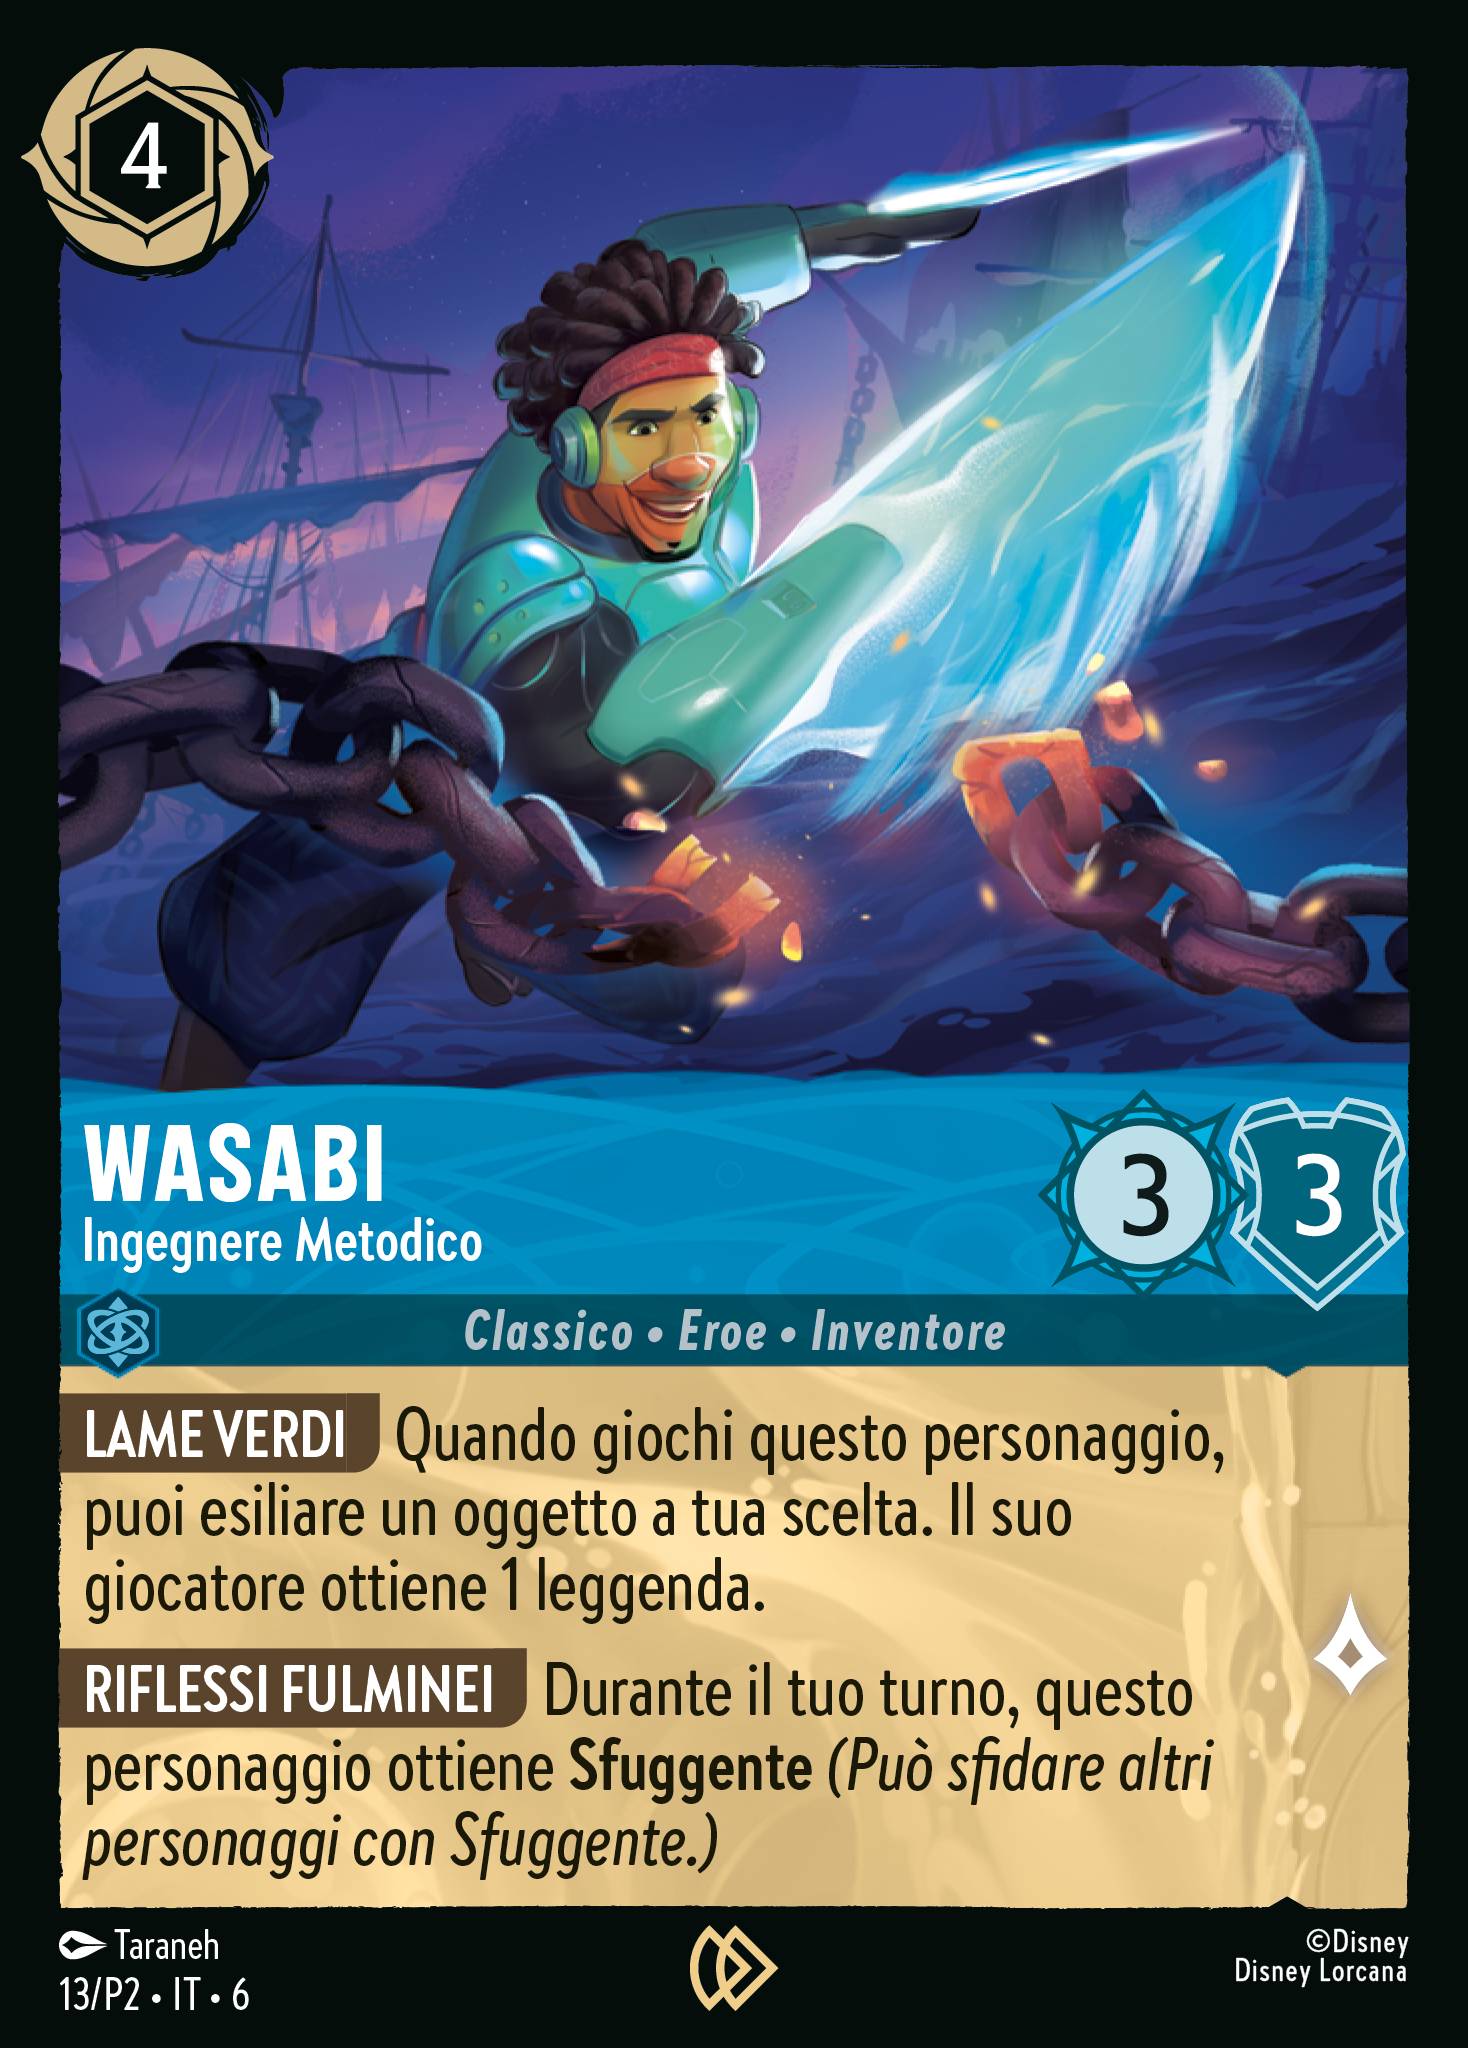 4
WASABI
Ingegnere Metodico
3
3
Classico • Eroe • Inventore
LAME VERDI Quando giochi questo personaggio,
puoi esiliare un oggetto a tua scelta. Il suo
giocatore ottiene 1 leggenda.
RIFLESSI FULMINEI Durante il tuo turno, questo
personaggio ottiene Sfuggente (Può sfidare altri
personaggi con Sfuggente.)
Taraneh
13/P2 • IT • 6
©Disney
Disney Lorcana